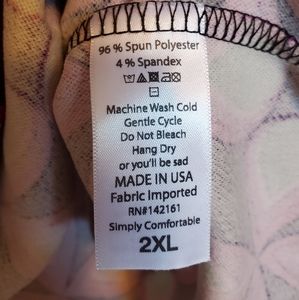 96 % Spun Polyester
4 % Spandex
Machine Wash Cold
Gentle Cycle
Do Not Bleach
Hang Dry
or you'll be sad
MADE IN USA
Fabric Imported
RN#142161
Simply Comfortable
2XL